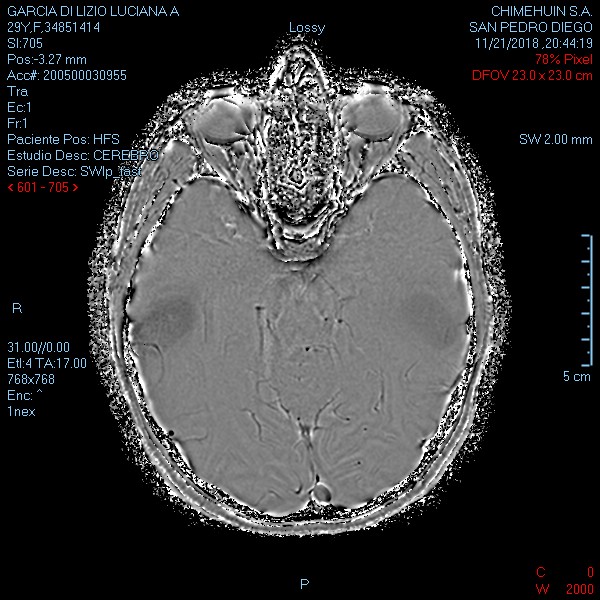 GARCIA DI LIZIO LUCIANA A
29Y,F,34851414
SI:705
Pos:-3.27 mm
Acc#: 200500030955
Tra
Ec:1
Fr:1
Paciente Pos: HFS
Estudio Desc: CEREBRO
Serie Desc: SWIp_fast
< 601 - 705 >
Lossy
CHIMEHUIN S.A.
SAN PEDRO DIEGO
11/21/2018 ,20:44:19
78% Pixel
DFOV 23.0 x 23.0 cm
SW 2.00 mm
R
31.00//0.00
Etl:4 TA:17.00
768x768
Enc: ^
1nex
5 cm
P
C 0
W 2000